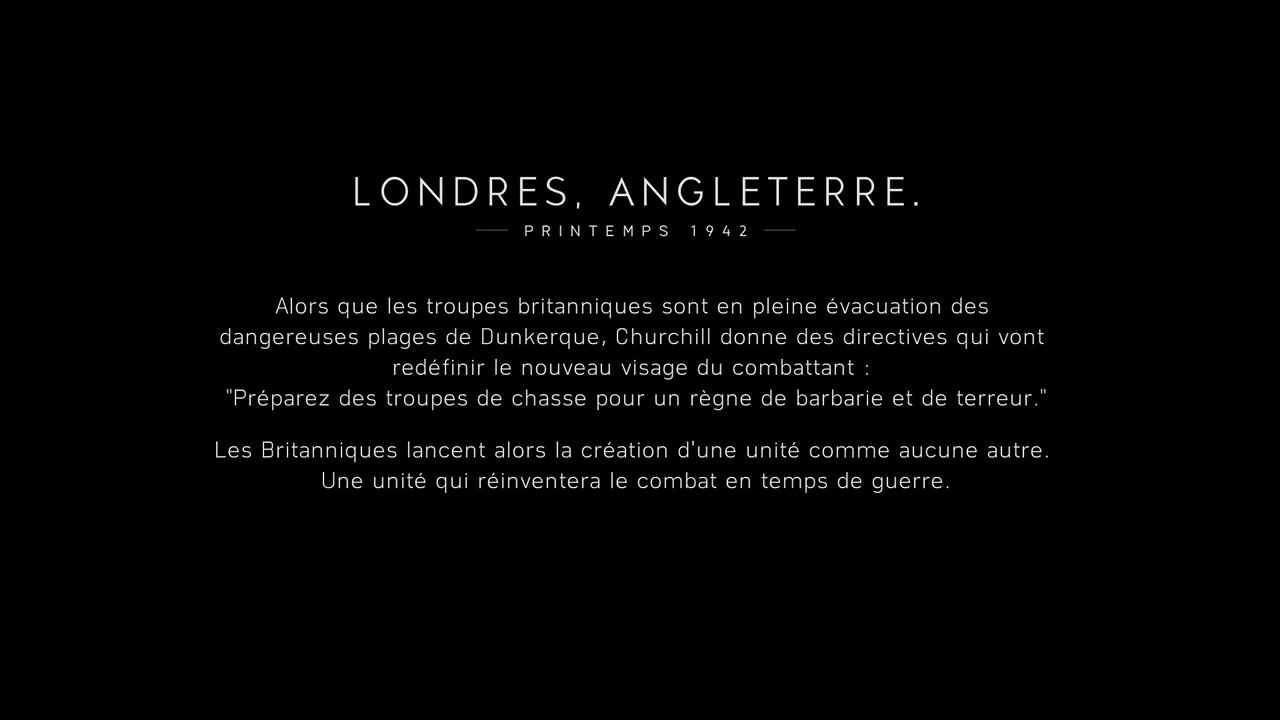 LONDRES, ANGLETERRE.
PRINTEMPS 1942
Alors que les troupes britanniques sont en pleine évacuation des
dangereuses plages de Dunkerque, Churchill donne des directives qui vont
redéfinir le nouveau visage du combattant :
"Préparez des troupes de chasse pour un règne de barbarie et de terreur."
Les Britanniques lancent alors la création d'une unité comme aucune autre.
Une unité qui réinventera le combat en temps de guerre.